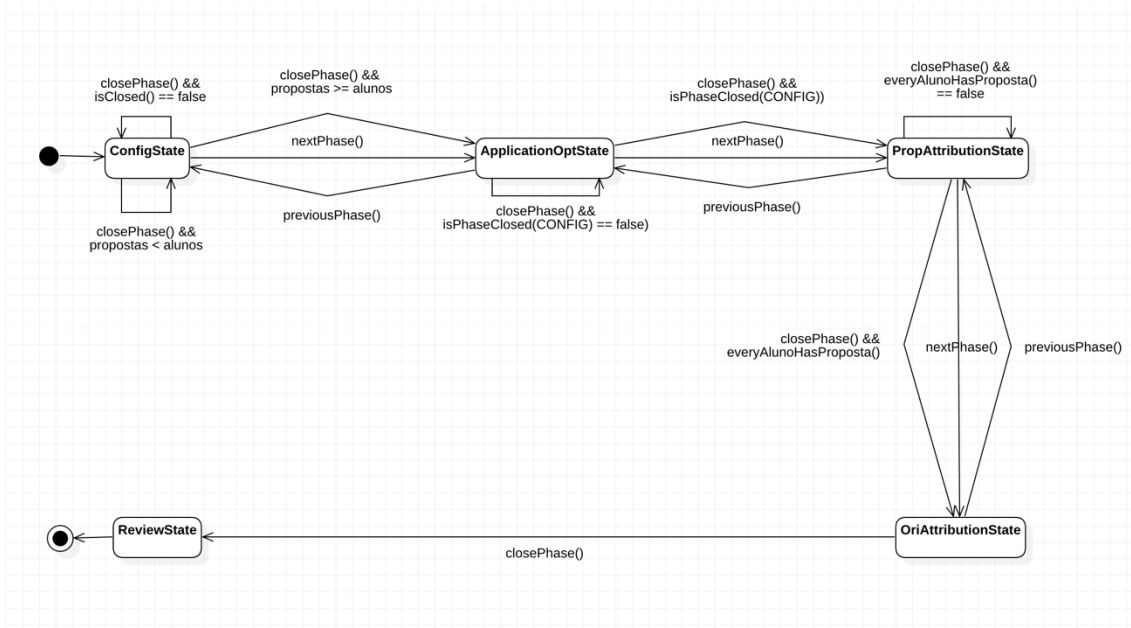 closePhase() &&
isClosed() == false
closePhase() &&
propostas >= alunos
closePhase() &&
isPhaseClosed(CONFIG))
closePhase() &&
everyAlunoHasProposta()
== false
ConfigState
nextPhase()
ApplicationOptState
nextPhase()
PropAttributionState
closePhase() &&
propostas < alunos
previousPhase()
closePhase() &&
isPhaseClosed(CONFIG) == false)
previousPhase()
closePhase() &&
everyAlunoHasProposta()
nextPhase()
previousPhase()
ReviewState
closePhase()
OriAttributionState